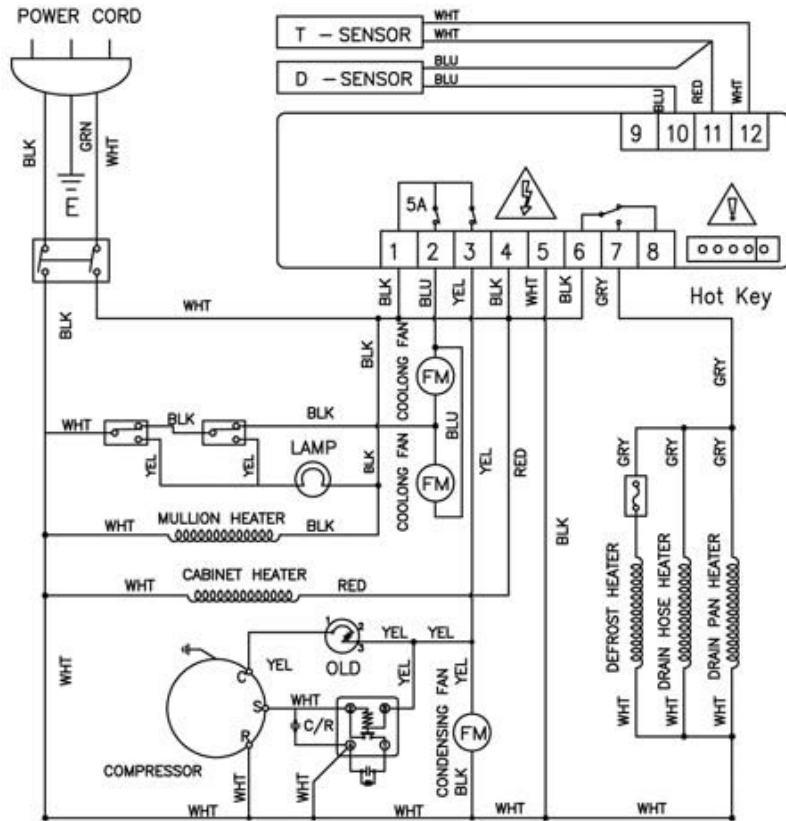 POWER CORD
WHT
WHT
T – SENSOR
BLU
BLU
D – SENSOR
BLK
GRN
WHT
E
BLU
RED
WHT
9 10 11 12
5A
1 2 3 4 5 6 7 8
Hot Key
BLK
BLU
YEL
BLK
WHT
BLK
GRY
WHT
BLK
BLK
COOLONG FAN
FM
GRY
WHT
BLK
BLK
BLU
LAMP
YEL
YEL
BLK
COOLONG FAN
FM
YEL
RED
GRY
GRY
GRY
MULLION HEATER
WHT
BLK
BLK
CABINET HEATER
WHT
RED
DEFROST HEATER
DRAIN HOSE HEATER
DRAIN PAN HEATER
1
2
3
YEL
YEL
OLD
YEL
YEL
YEL
WHT
C
S
R
WHT
C/R
CONDENSING FAN
FM
BLK
WHT
WHT
WHT
COMPRESSOR
WHT
WHT
WHT
WHT
WHT
WHT